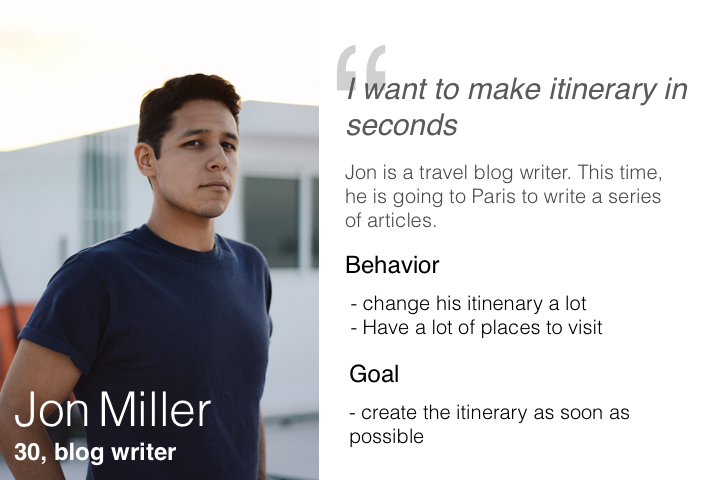 “
I want to make itinerary in
seconds
Jon is a travel blog writer. This time,
he is going to Paris to write a series
of articles.
Behavior
- change his itinenary a lot
- Have a lot of places to visit
Goal
- create the itinerary as soon as
possible
Jon Miller
30, blog writer